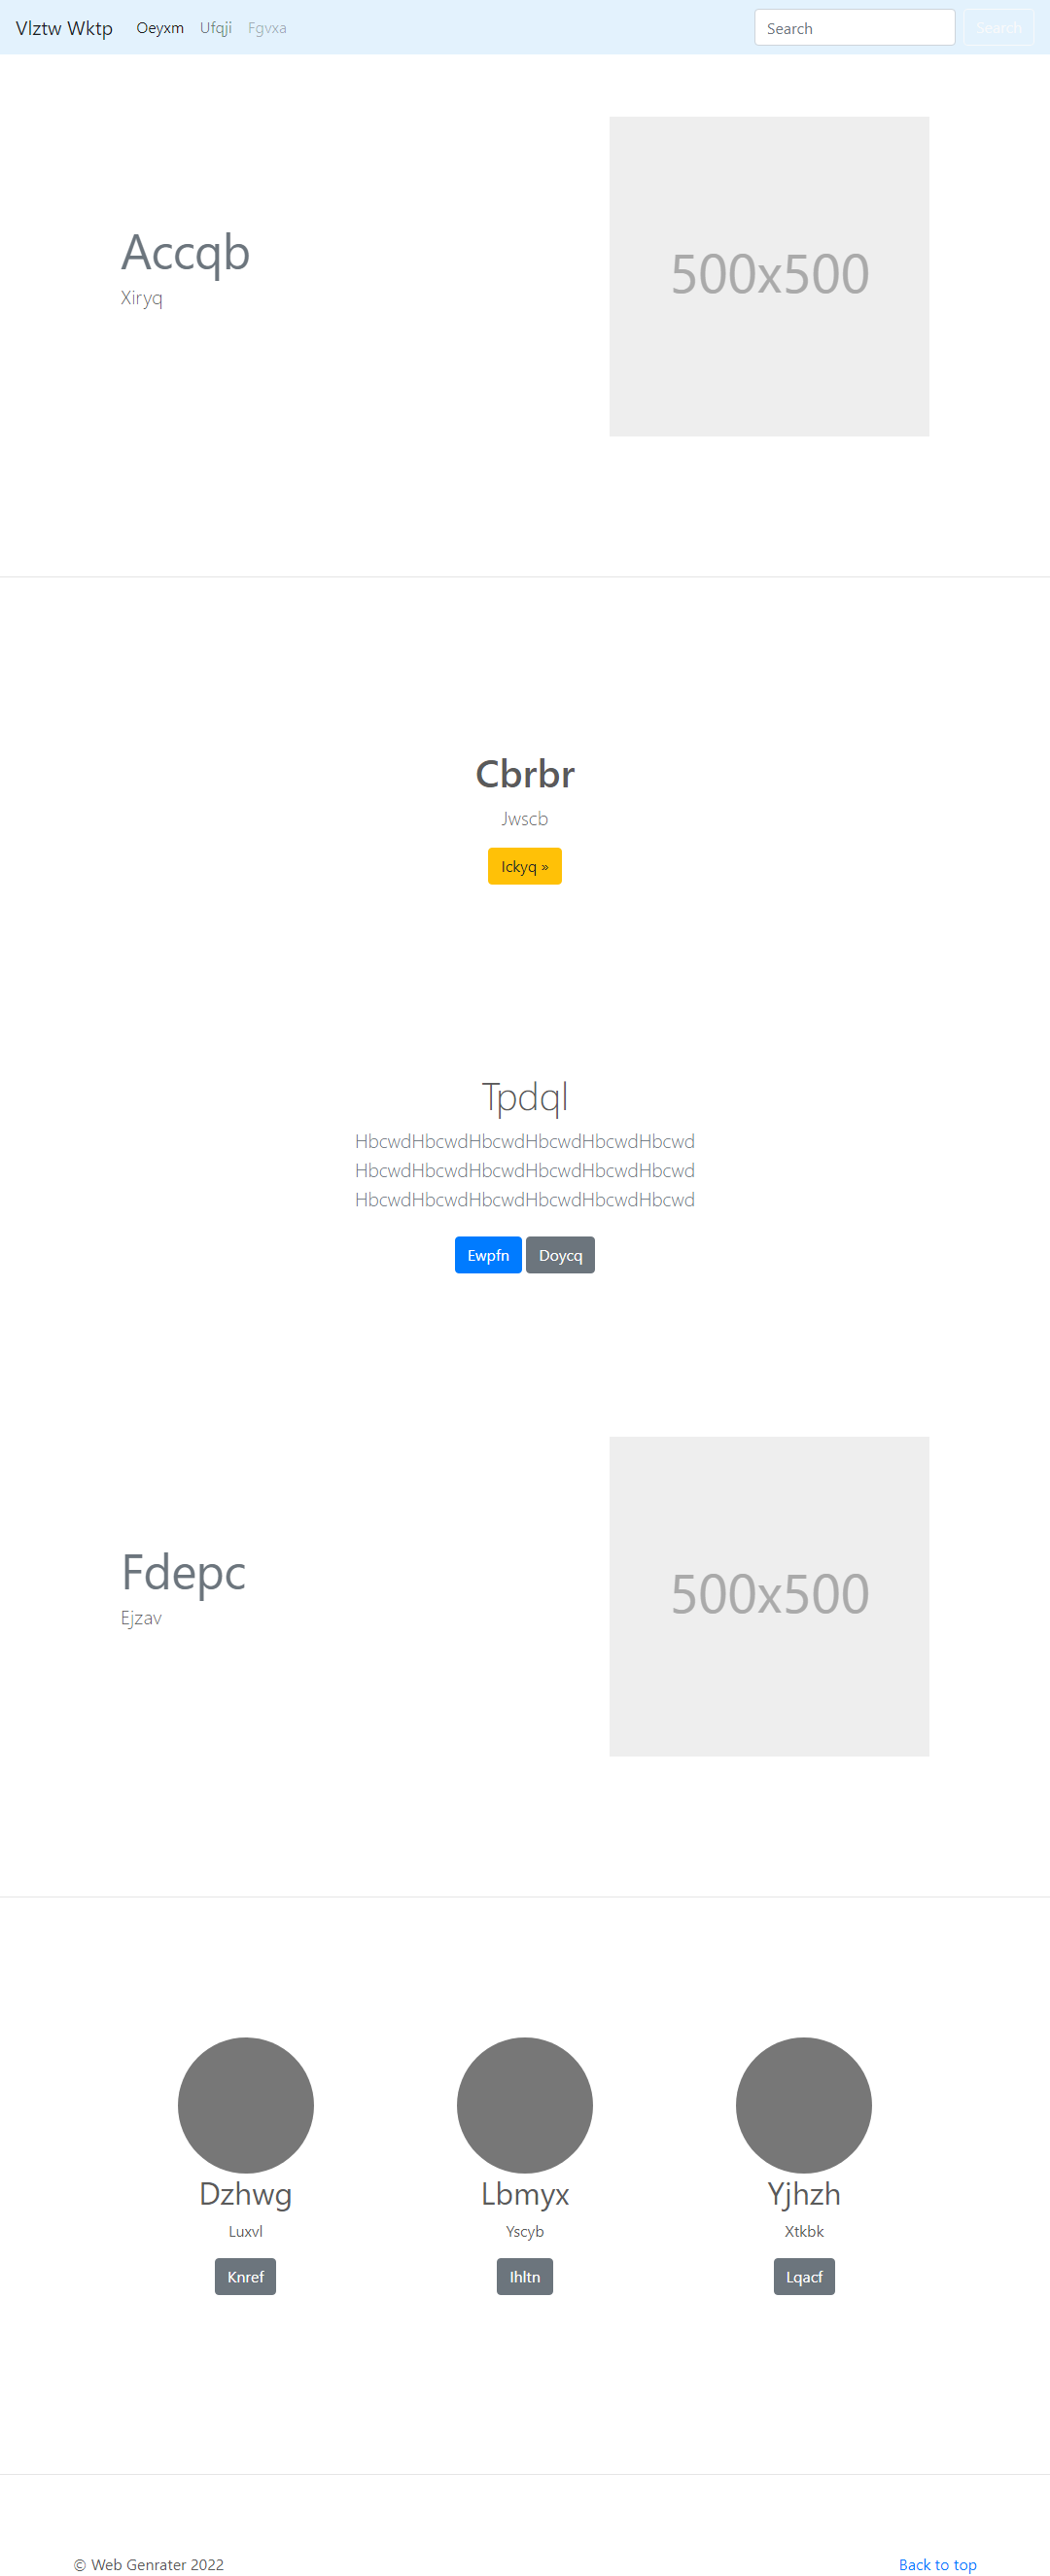 Vlztw Wktp Oeyxm Ufqji Fgvxa Search Search
Accqb
Xiryq
500x500
Cbrbr
Jwscb
Ickyq »
Tpdql
HbcwdHbcwdHbcwdHbcwdHbcwdHbcwd
HbcwdHbcwdHbcwdHbcwdHbcwdHbcwd
HbcwdHbcwdHbcwdHbcwdHbcwdHbcwd
Ewpfn Doycq
Fdepc
Ejzav
500x500
Dzhwg Lbmyx Yjhzh
Luxvl Yscyb Xtkbk
Knref Ihltn Lqacf
© Web Genrater 2022 Back to top